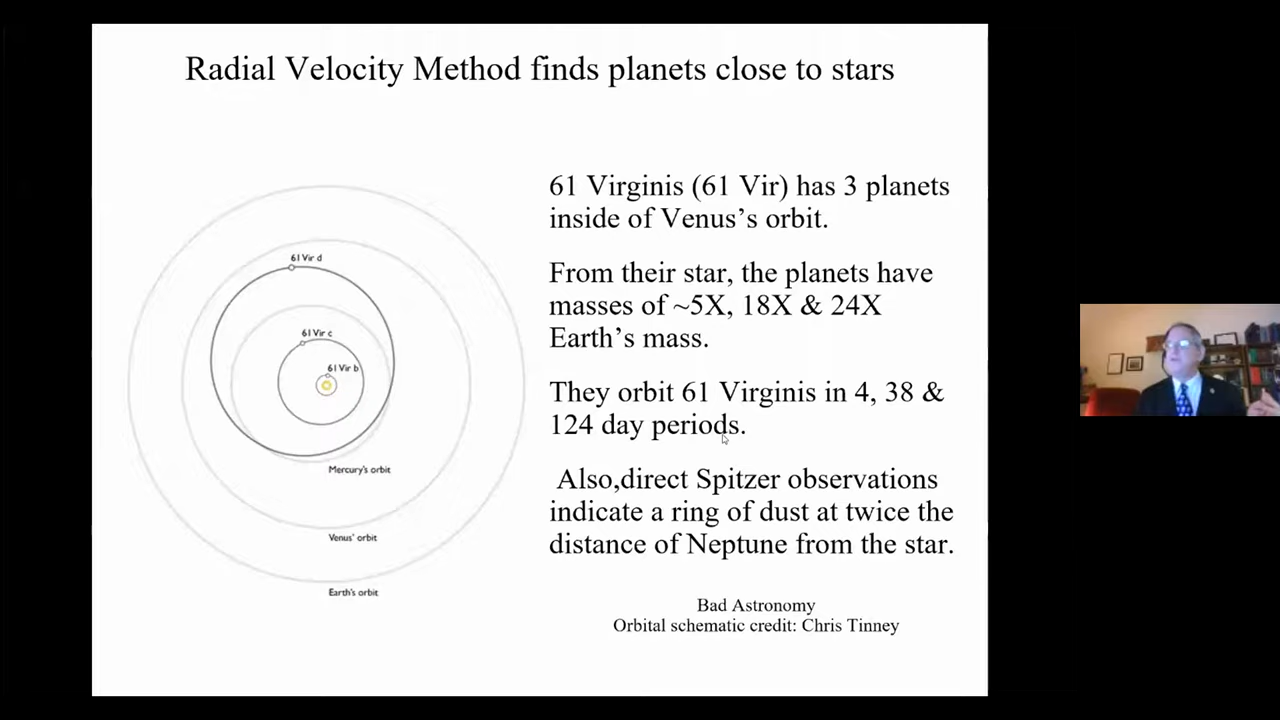 Radial Velocity Method finds planets close to stars
61 Virginis (61 Vir) has 3 planets
inside of Venus’s orbit.
From their star, the planets have
masses of ~5X, 18X & 24X
Earth’s mass.
They orbit 61 Virginis in 4, 38 &
124 day periods.
Also,direct Spitzer observations
indicate a ring of dust at twice the
distance of Neptune from the star.
Bad Astronomy
Orbital schematic credit: Chris Tinney
61 Vir d
61 Vir c
61 Vir b
Mercury's orbit
Venus' orbit
Earth's orbit